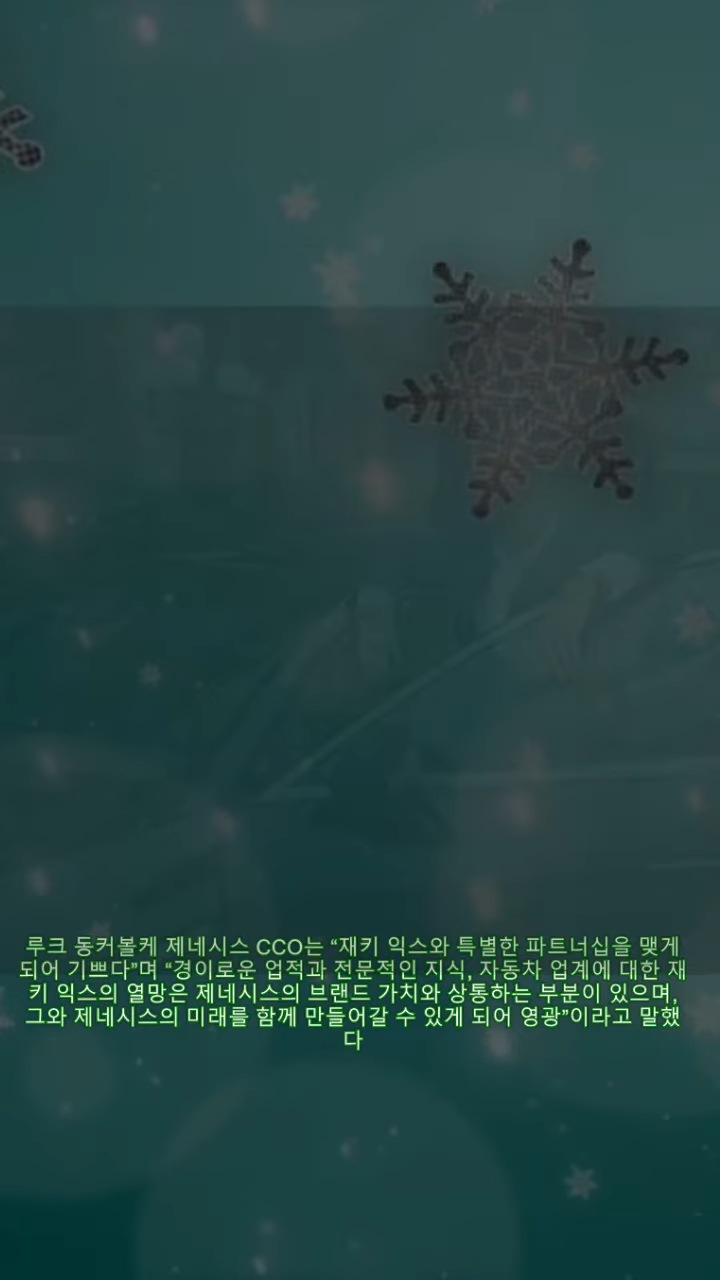 루크 동커볼케 제네시스 CCO는 “재키 익스와 특별한 파트너십을 맺게
되어 기쁘다”며 “경이로운 업적과 전문적인 지식, 자동차 업계에 대한 재
키 익스의 열망은 제네시스의 브랜드 가치와 상통하는 부분이 있으며,
그와 제네시스의 미래를 함께 만들어갈 수 있게 되어 영광”이라고 말했
다